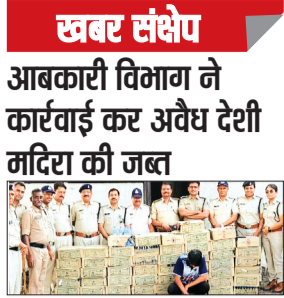 खबर संक्षेप
आबकारी विभाग ने
कार्रवाई कर अवैध देशी
मदिरा की जब्त